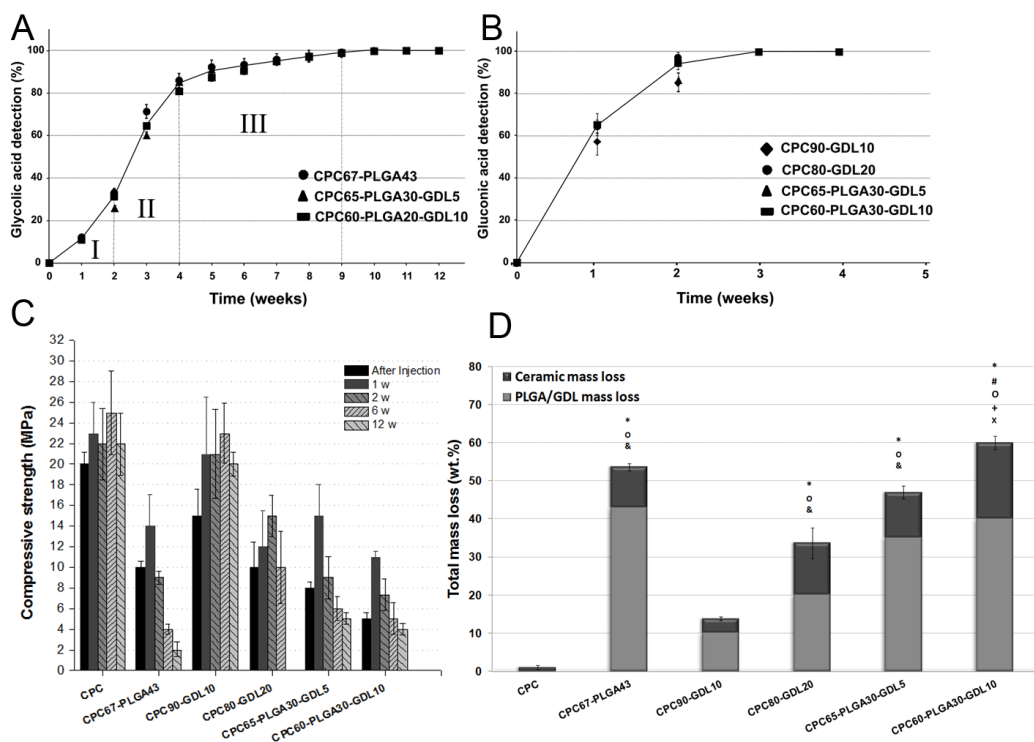 A
Glycolic acid detection (%)
100
80
60
40
20
0
I
II
III
CPC67-PLGA43
CPC65-PLGA30-GDL5
CPC60-PLGA20-GDL10
0 1 2 3 4 5 6 7 8 9 10 11 12
Time (weeks)
B
Gluconic acid detection (%)
100
80
60
40
20
0
CPC90-GDL10
CPC80-GDL20
CPC65-PLGA30-GDL5
CPC60-PLGA30-GDL10
0 1 2 3 4 5
Time (weeks)
C
Compressive strength (MPa)
32
30
28
26
24
22
20
18
16
14
12
10
8
6
4
2
0
After Injection
1 w
2 w
6 w
12 w
CPC
CPC67-PLGA43
CPC90-GDL10
CPC80-GDL20
CPC65-PLGA30-GDL5
CPC60-PLGA30-GDL10
D
Total mass loss (wt.%)
80
70
60
50
40
30
20
10
0
Ceramic mass loss
PLGA/GDL mass loss
*
o
&
*
o
&
*
o
&
*
#
O
+
x
CPC
CPC67-PLGA43
CPC90-GDL10
CPC80-GDL20
CPC65-PLGA30-GDL5
CPC60-PLGA30-GDL10